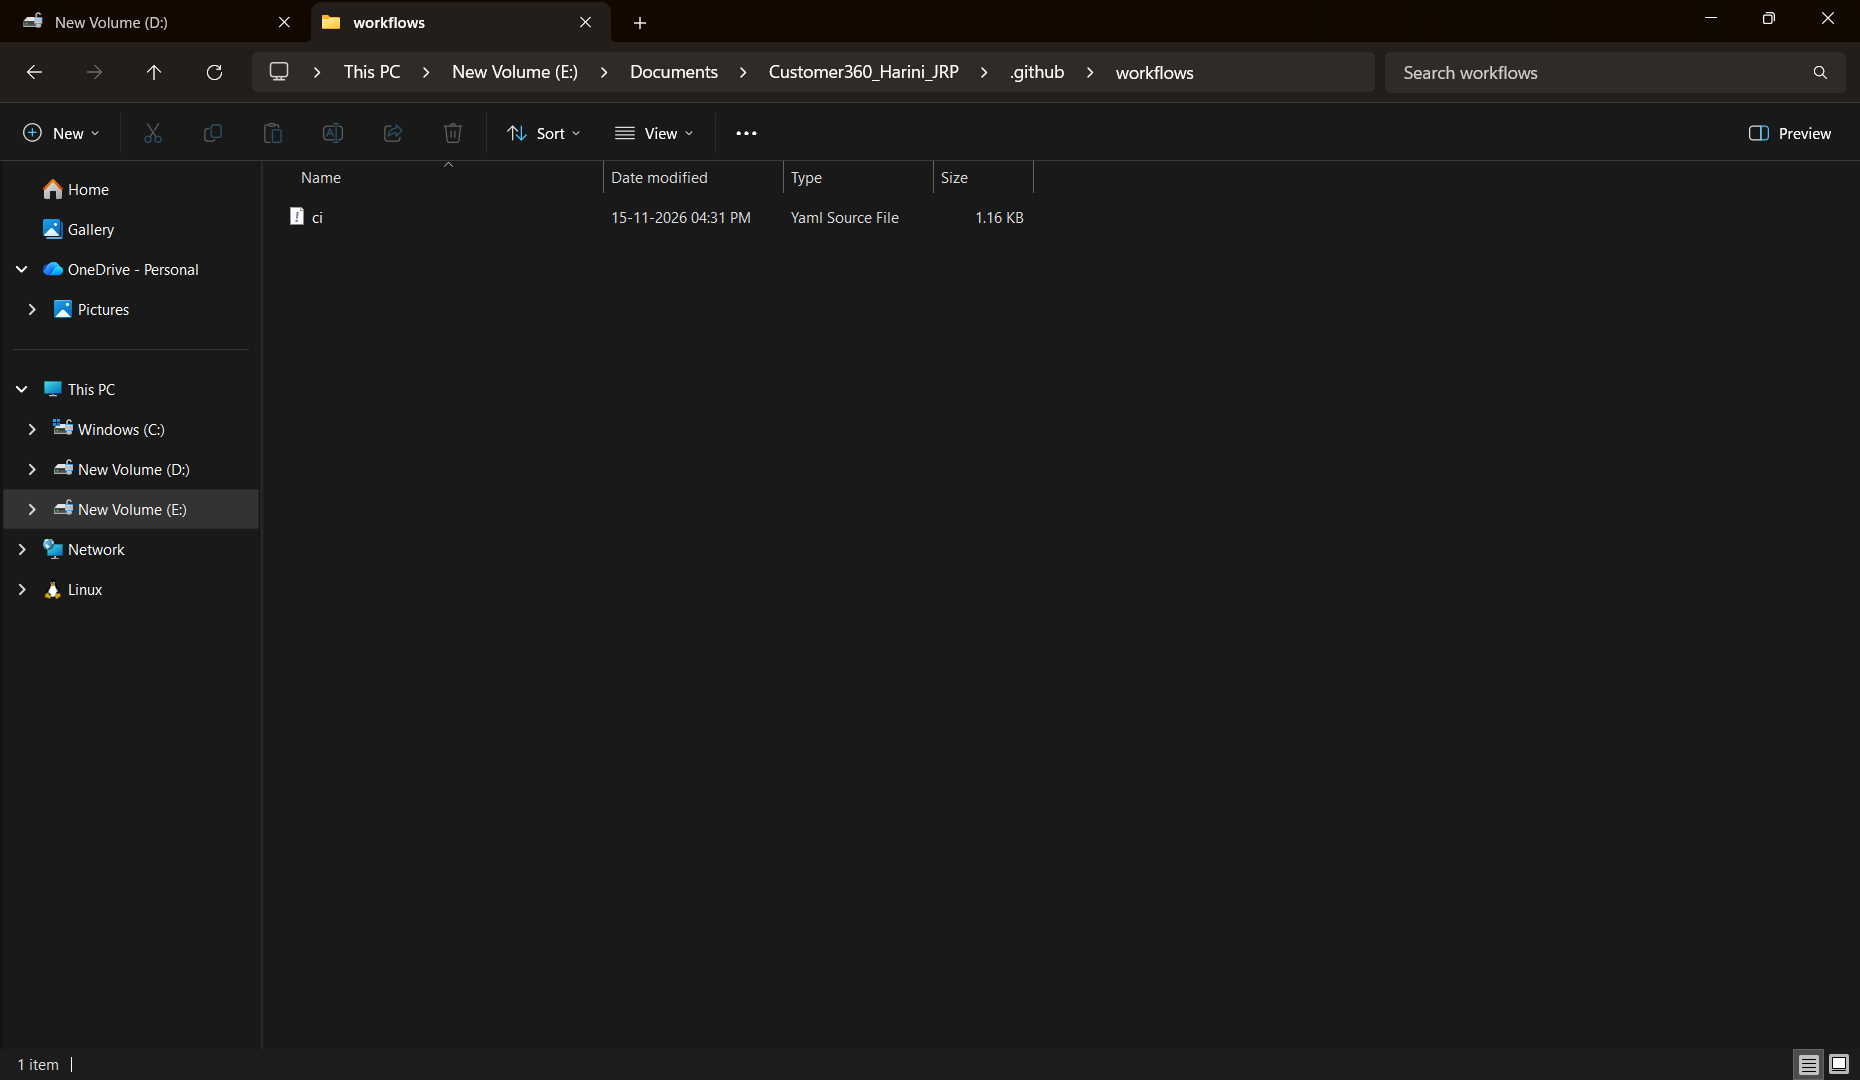 New Volume (D:)
workflows
This PC
New Volume (E:)
Documents
Customer360_Harini_JRP
.github
workflows
Search workflows
New
Sort
View
Preview
Name
Date modified
Type
Size
ci
15-11-2026 04:31 PM
Yaml Source File
1.16 KB
Home
Gallery
OneDrive - Personal
Pictures
This PC
Windows (C:)
New Volume (D:)
New Volume (E:)
Network
Linux
1 item